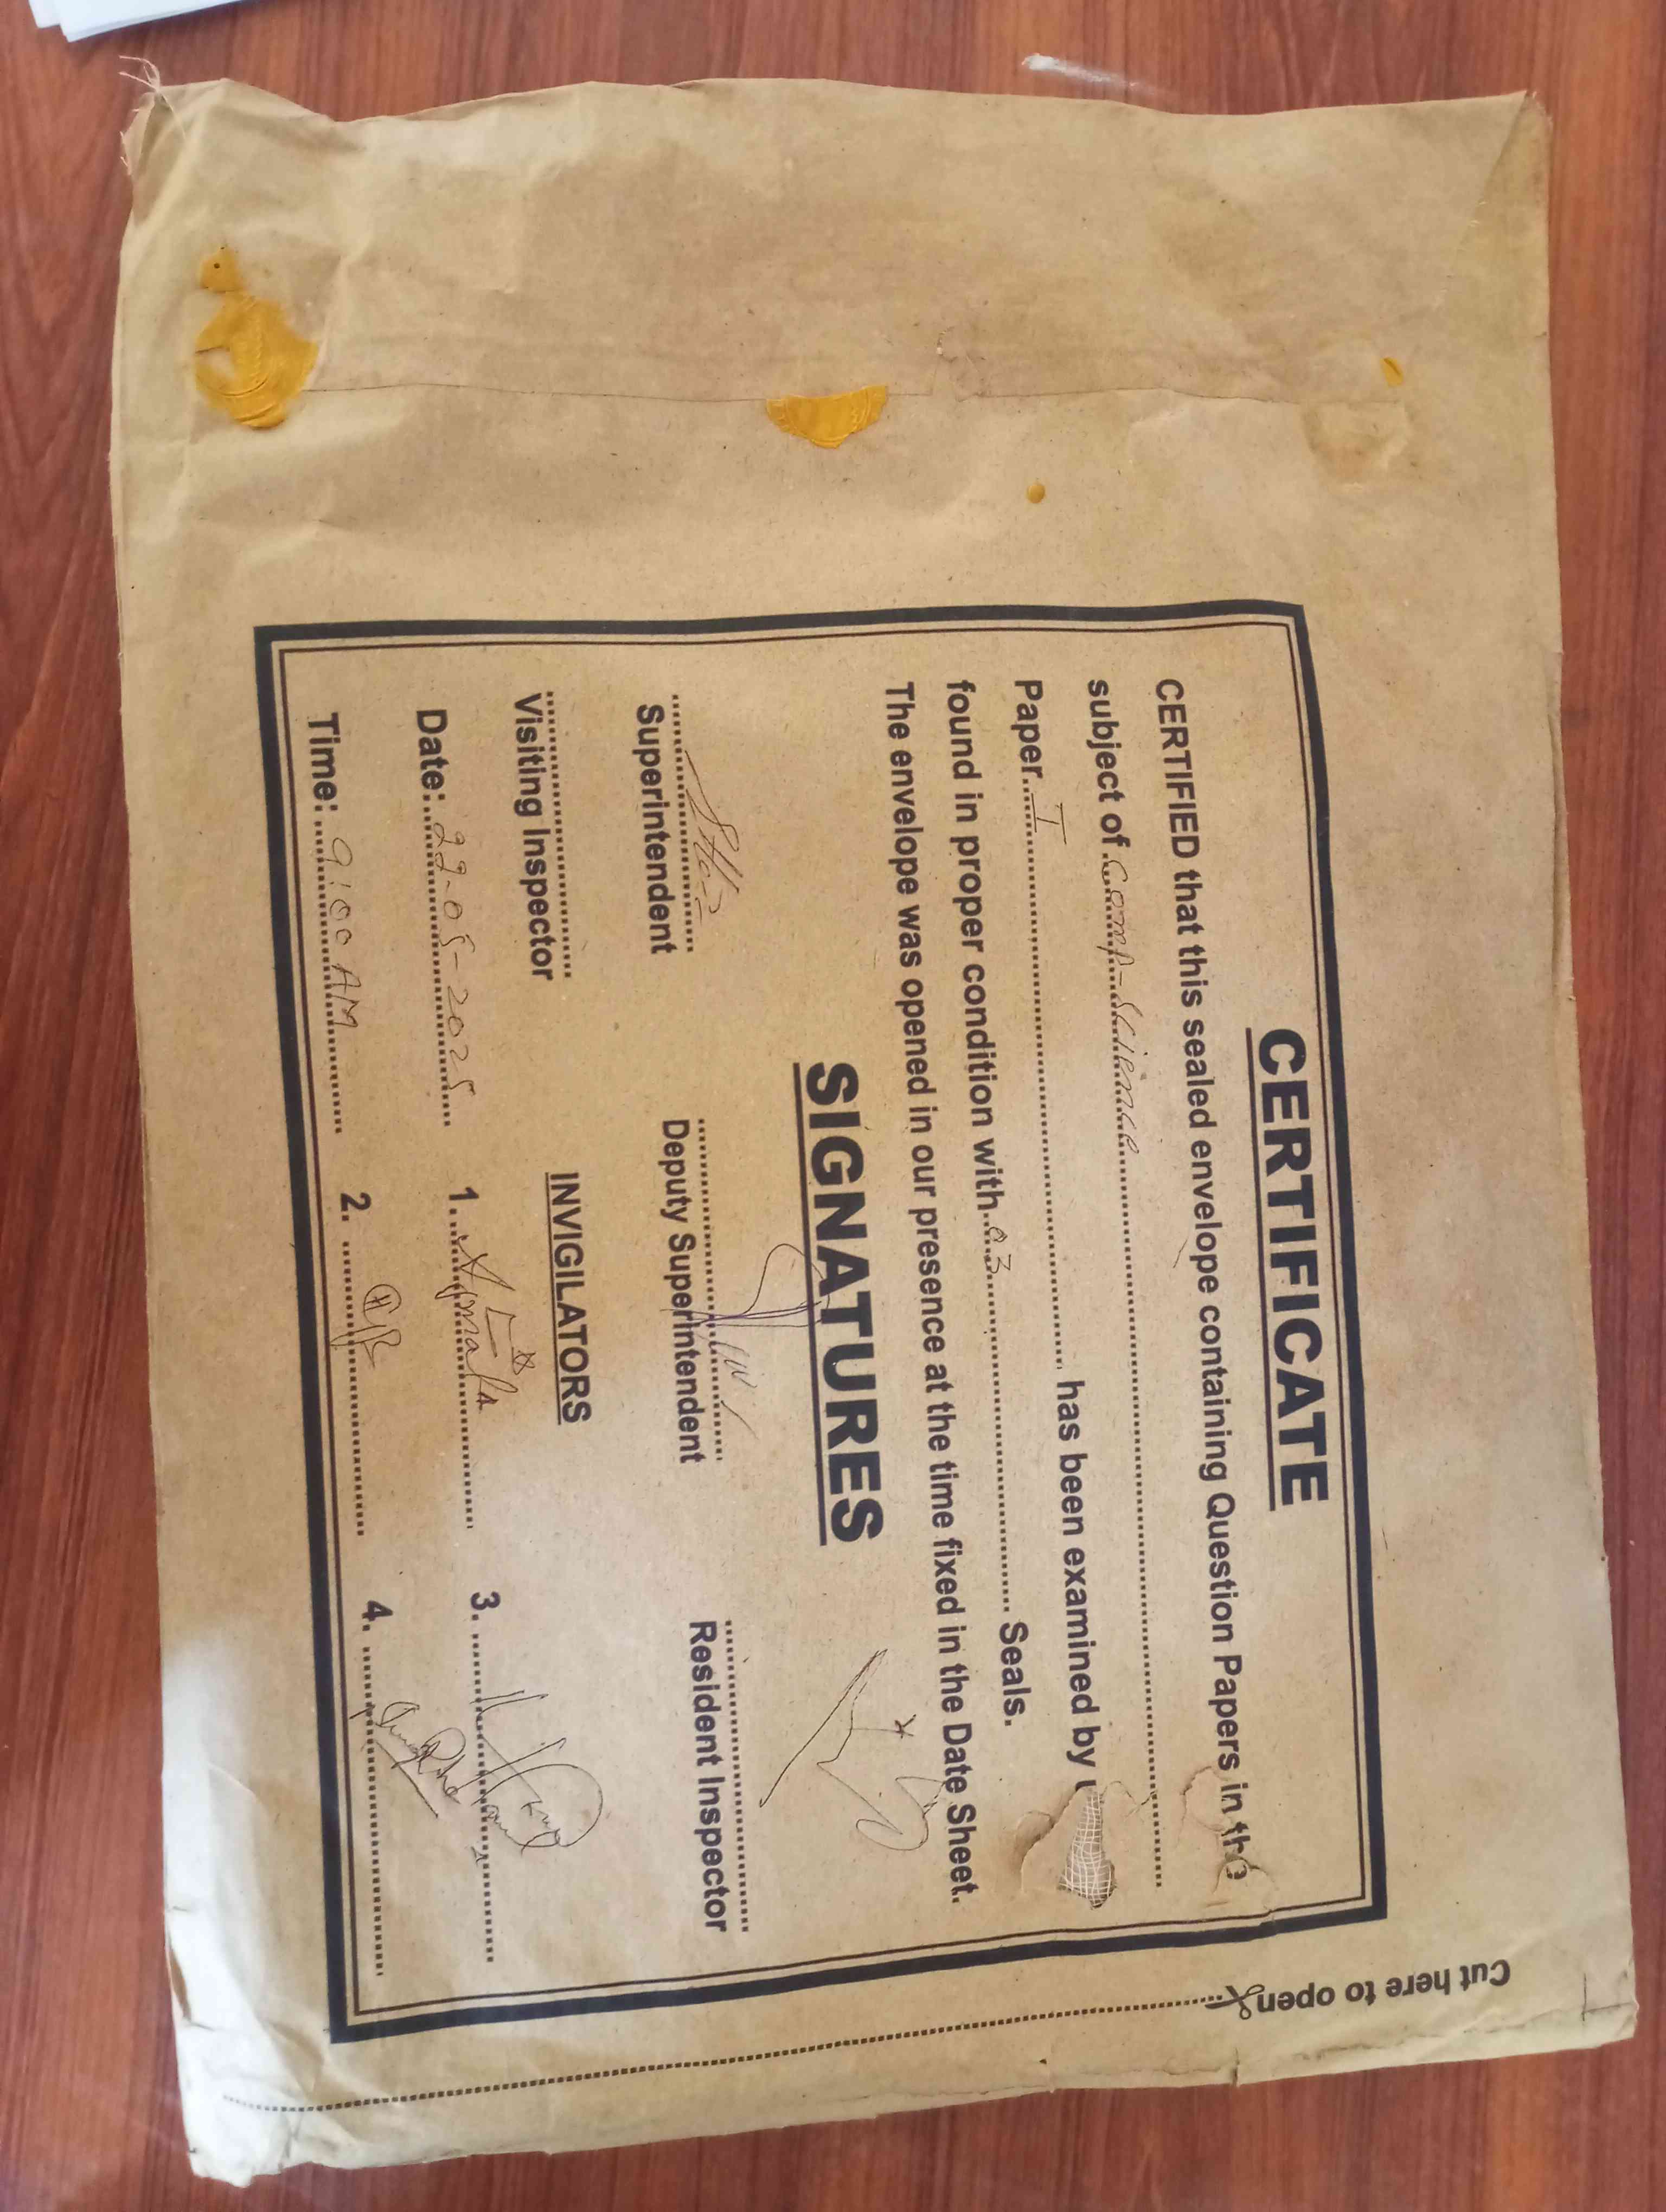 CERTIFICATE
CERTIFIED that this sealed envelope containing Question Papers in the
subject of Comp-Science
Paper I has been examined by
found in proper condition with 03 Seals.
The envelope was opened in our presence at the time fixed in the Date Sheet.
SIGNATURES
Superintendent Deputy Superintendent Resident Inspector
Visiting Inspector INVIGILATORS
Date: 22-05-2025 1. 3.
Time: 9:00 AM 2. 4.
Cut here to open